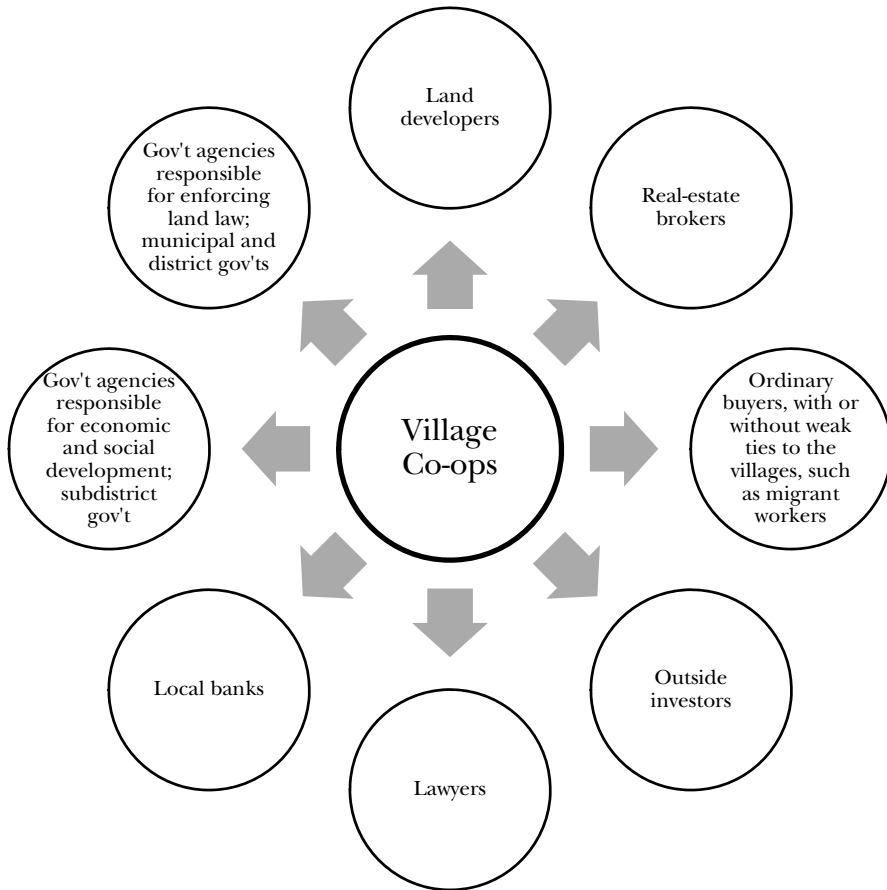 Land
developers
Real-estate
brokers
Ordinary
buyers, with or
without weak
ties to the
villages, such
as migrant
workers
Outside
investors
Lawyers
Local banks
Gov't agencies
responsible
for economic
and social
development;
subdistrict
gov't
Gov't agencies
responsible
for enforcing
land law;
municipal and
district gov'ts
Village
Co-ops